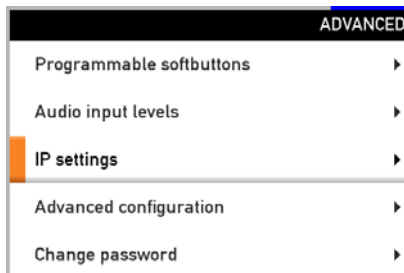 ADVANCED
Programmable softbuttons
Audio input levels
IP settings
Advanced configuration
Change password